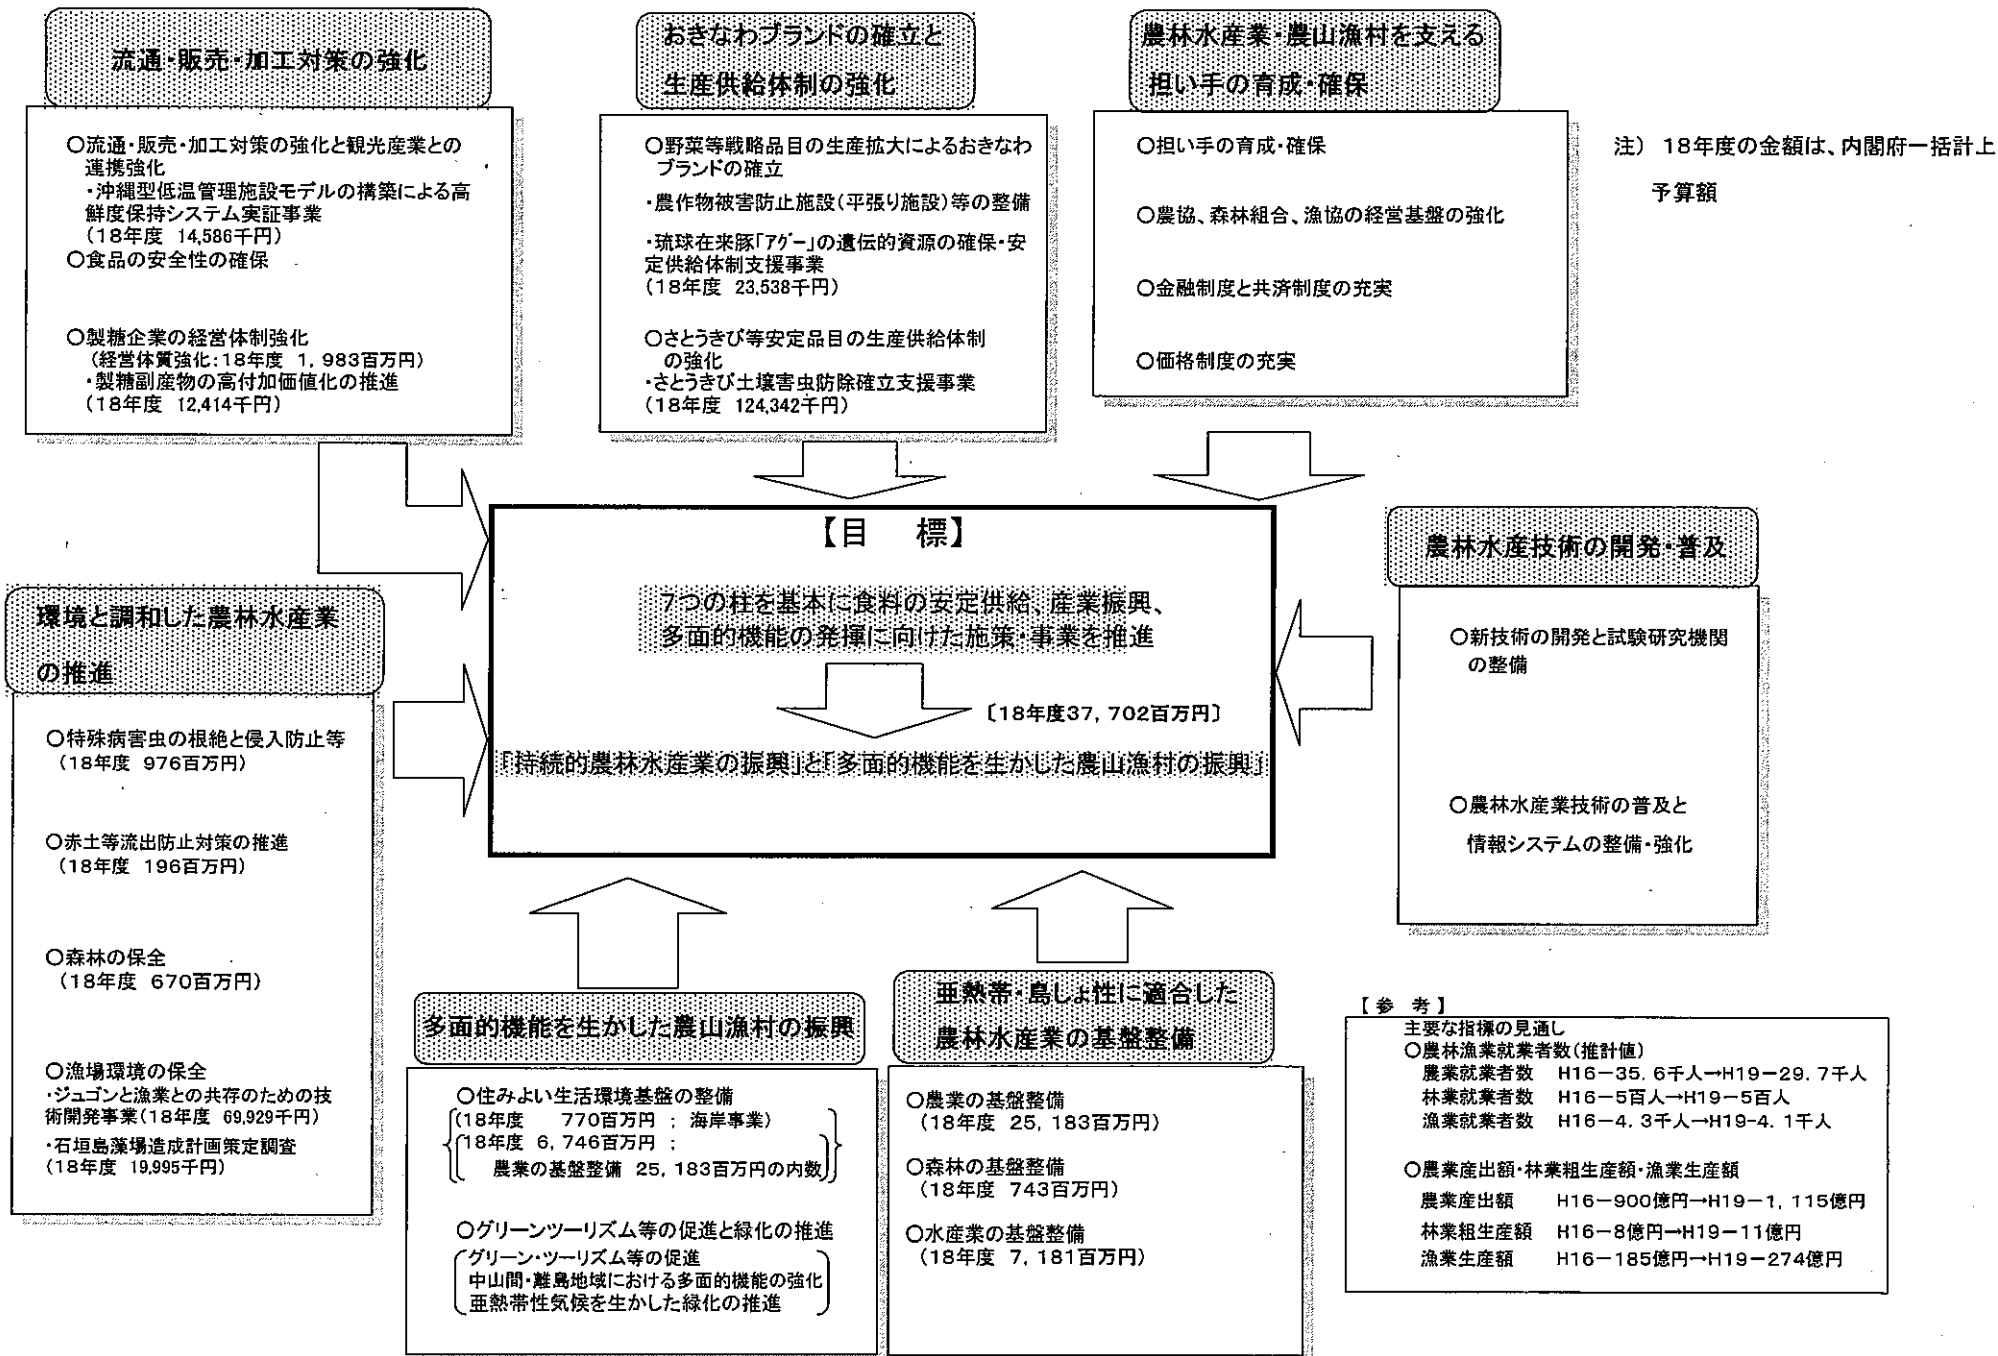 流通・販売・加工対策の強化
○流通・販売・加工対策の強化と観光産業との
連携強化
・沖縄型低温管理施設モデルの構築による高
鮮度保持システム実証事業
(18年度 14,586千円)
○食品の安全性の確保
○製糖企業の経営体制強化
(経営体質強化:18年度 1,983百万円)
・製糖副産物の高付加価値化の推進
(18年度 12,414千円)
おきなわブランドの確立と
生産供給体制の強化
○野菜等戦略品目の生産拡大によるおきなわ
ブランドの確立
・農作物被害防止施設(平張り施設)等の整備
・琉球在来豚「アグー」の遺伝的資源の確保・安
定供給体制支援事業
(18年度 23,538千円)
○さとうきび等安定品目の生産供給体制
の強化
・さとうきび土壌害虫防除確立支援事業
(18年度 124,342千円)
農林水産業・農山漁村を支える
担い手の育成・確保
○担い手の育成・確保
○農協、森林組合、漁協の経営基盤の強化
○金融制度と共済制度の充実
○価格制度の充実
注) 18年度の金額は、内閣府一括計上
予算額
【目 標】
7つの柱を基本に食料の安定供給、産業振興、
多面的機能の発揮に向けた施策・事業を推進
〔18年度37,702百万円〕
「持続的農林水産業の振興」と「多面的機能を生かした農山漁村の振興」
農林水産技術の開発・普及
○新技術の開発と試験研究機関
の整備
○農林水産業技術の普及と
情報システムの整備・強化
環境と調和した農林水産業
の推進
○特殊病害虫の根絶と侵入防止等
(18年度 976百万円)
○赤土等流出防止対策の推進
(18年度 196百万円)
○森林の保全
(18年度 670百万円)
○漁場環境の保全
・ジュゴンと漁業との共存のための技
術開発事業(18年度 69,929千円)
・石垣島藻場造成計画策定調査
(18年度 19,995千円)
多面的機能を生かした農山漁村の振興
○住みよい生活環境基盤の整備
(18年度 770百万円 ; 海岸事業)
(18年度 6,746百万円 ;
農業の基盤整備 25,183百万円の内数)
○グリーンツーリズム等の促進と緑化の推進
グリーン・ツーリズム等の促進
中山間・離島地域における多面的機能の強化
亜熱帯性気候を生かした緑化の推進
亜熱帯・島しょ性に適合した
農林水産業の基盤整備
○農業の基盤整備
(18年度 25,183百万円)
○森林の基盤整備
(18年度 743百万円)
○水産業の基盤整備
(18年度 7,181百万円)
【参 考】
主要な指標の見通し
○農林漁業就業者数(推計値)
農業就業者数 H16-35.6千人→H19-29.7千人
林業就業者数 H16-5百人→H19-5百人
漁業就業者数 H16-4.3千人→H19-4.1千人
○農業産出額・林業粗生産額・漁業生産額
農業産出額 H16-900億円→H19-1,115億円
林業粗生産額 H16-8億円→H19-11億円
漁業生産額 H16-185億円→H19-274億円